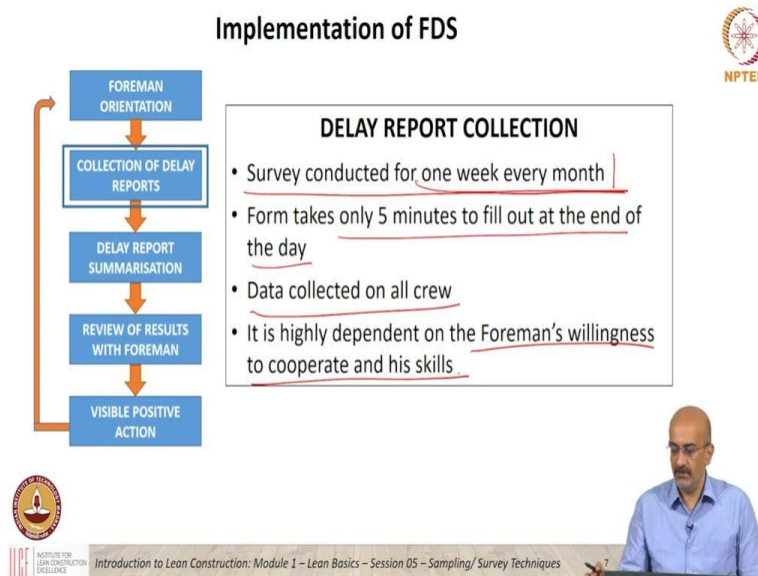 Implementation of FDS
NPTEL
FOREMAN
ORIENTATION
COLLECTION OF DELAY
REPORTS
DELAY REPORT
SUMMARISATION
REVIEW OF RESULTS
WITH FOREMAN
VISIBLE POSITIVE
ACTION
DELAY REPORT COLLECTION
• Survey conducted for one week every month
• Form takes only 5 minutes to fill out at the end of
the day
• Data collected on all crew
• It is highly dependent on the Foreman's willingness
to cooperate and his skills
INSTITUTE FOR
LEAN CONSTRUCTION
EXCELLENCE
Introduction to Lean Construction: Module 1 – Lean Basics – Session 05 – Sampling/ Survey Techniques
7